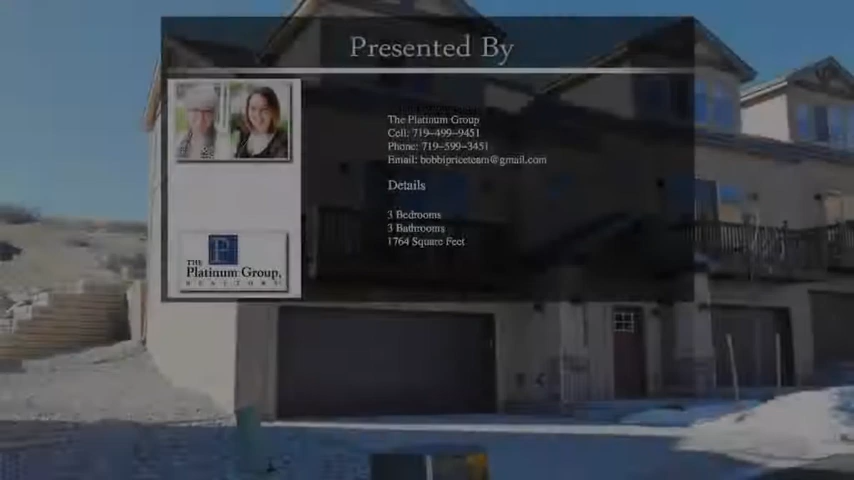 Presented By
The Platinum Group
Cell: 719-499-9451
Phone: 719-599-3451
Email: bobbipriceteam@gmail.com
Details
3 Bedrooms
3 Bathrooms
1764 Square Feet
P
THE
Platinum Group,
REALTORS